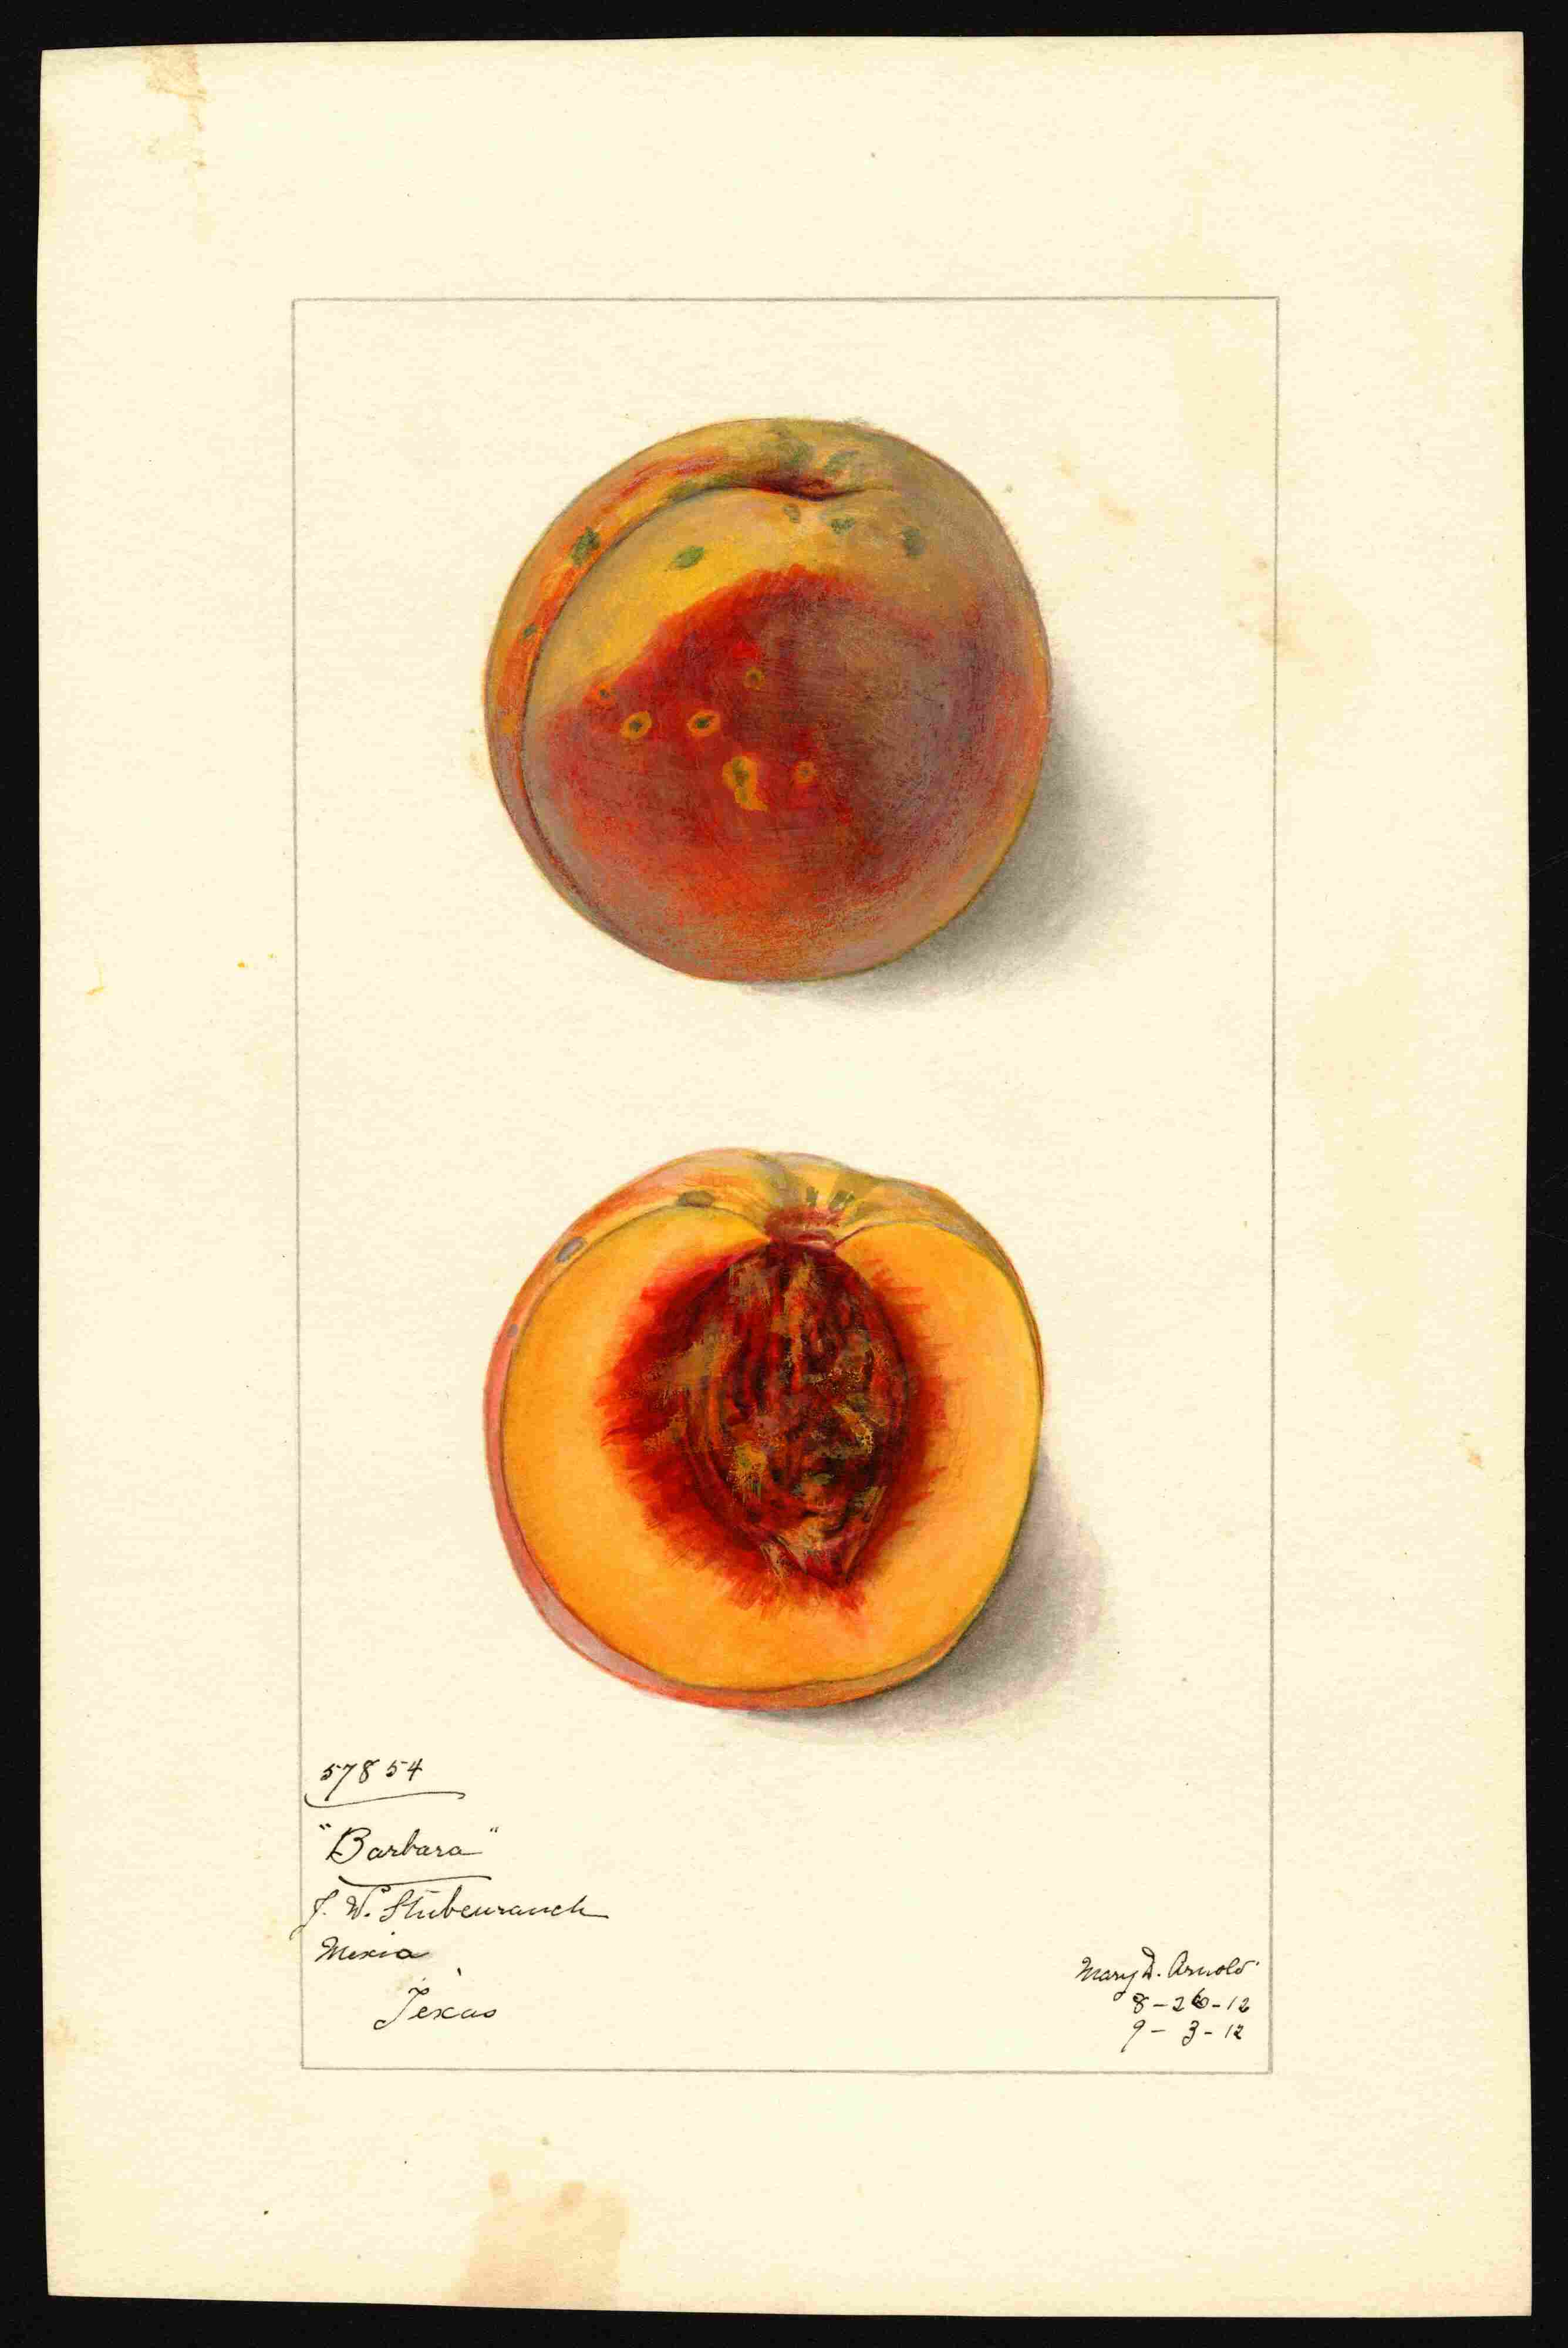 57854
"Barbara"
J. W. Stubenrauch
Mexia
Texas
Mary D. Arnold
8-26-12
9-3-12